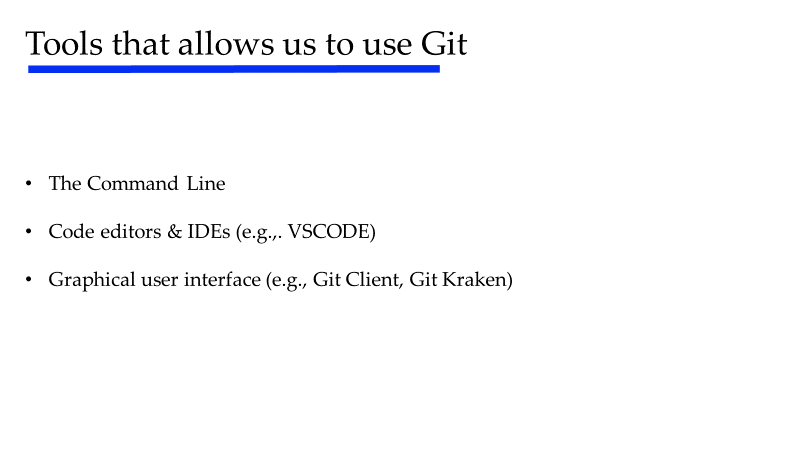 Tools that allows us to use Git
• The Command Line
• Code editors & IDEs (e.g.,. VSCODE)
• Graphical user interface (e.g., Git Client, Git Kraken)